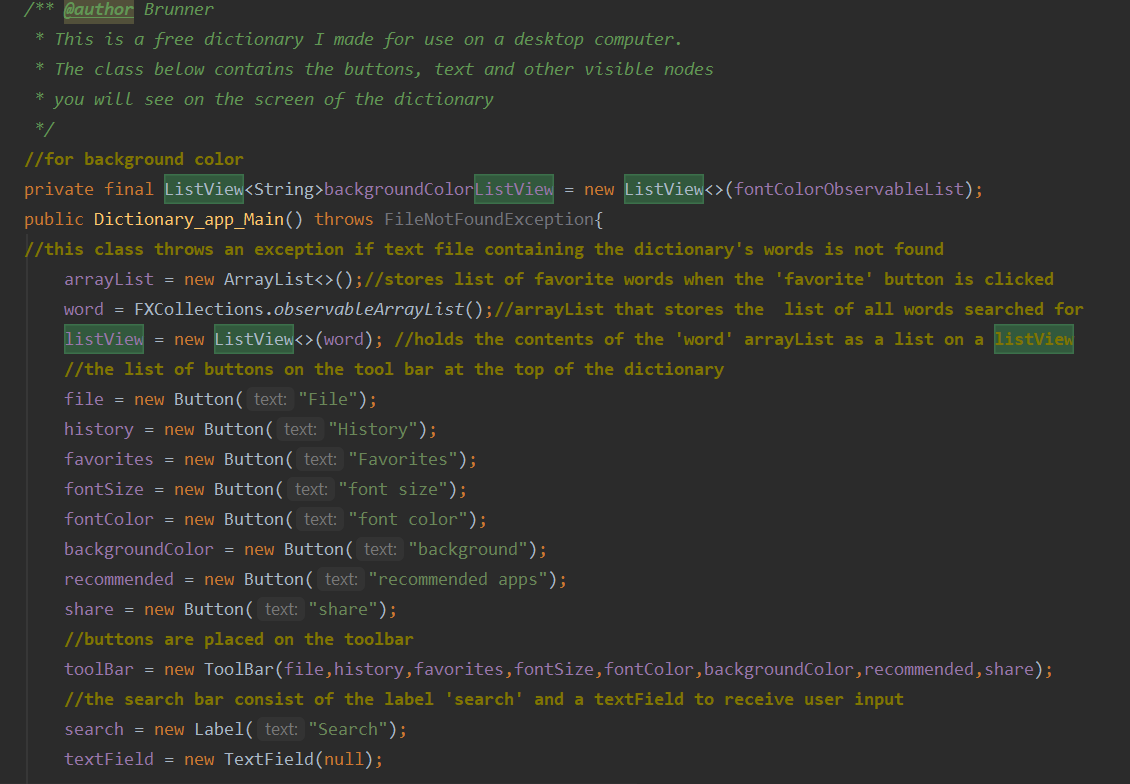 /** @author Brunner
* This is a free dictionary I made for use on a desktop computer.
* The class below contains the buttons, text and other visible nodes
* you will see on the screen of the dictionary
*/
//for background color
private final ListView<String>backgroundColorListView = new ListView<>(fontColorObservableList);
public Dictionary_app_Main() throws FileNotFoundException{
//this class throws an exception if text file containing the dictionary's words is not found
arrayList = new ArrayList<>();//stores list of favorite words when the 'favorite' button is clicked
word = FXCollections.observableArrayList();//arrayList that stores the  list of all words searched for
listView = new ListView<>(word); //holds the contents of the 'word' arrayList as a list on a listView
//the list of buttons on the tool bar at the top of the dictionary
file = new Button( text: "File");
history = new Button( text: "History");
favorites = new Button( text: "Favorites");
fontSize = new Button( text: "font size");
fontColor = new Button( text: "font color");
backgroundColor = new Button( text: "background");
recommended = new Button( text: "recommended apps");
share = new Button( text: "share");
//buttons are placed on the toolbar
toolBar = new ToolBar(file,history,favorites,fontSize,fontColor,backgroundColor,recommended,share);
//the search bar consist of the label 'search' and a textField to receive user input
search = new Label( text: "Search");
textField = new TextField(null);